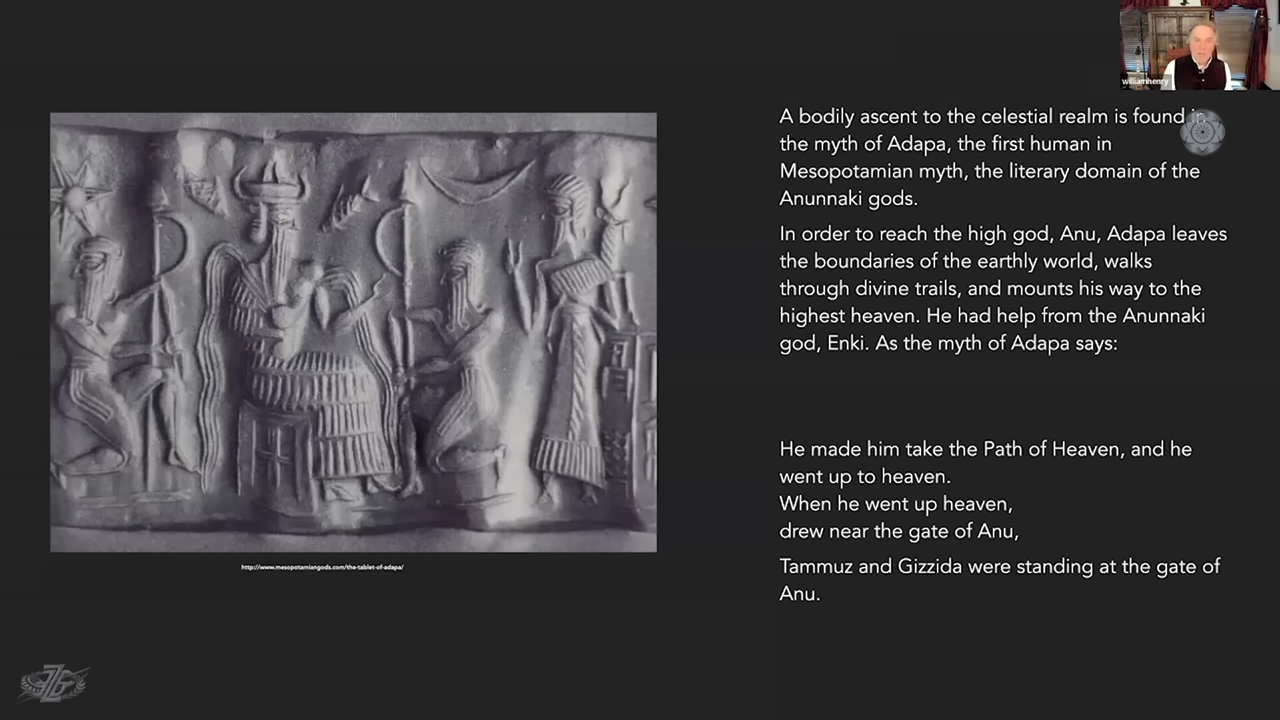 williamhenry
A bodily ascent to the celestial realm is found in
the myth of Adapa, the first human in
Mesopotamian myth, the literary domain of the
Anunnaki gods.
In order to reach the high god, Anu, Adapa leaves
the boundaries of the earthly world, walks
through divine trails, and mounts his way to the
highest heaven. He had help from the Anunnaki
god, Enki. As the myth of Adapa says:
He made him take the Path of Heaven, and he
went up to heaven.
When he went up heaven,
drew near the gate of Anu,
Tammuz and Gizzida were standing at the gate of
Anu.
http://www.mesopotamiangods.com/the-tablet-of-adapa/